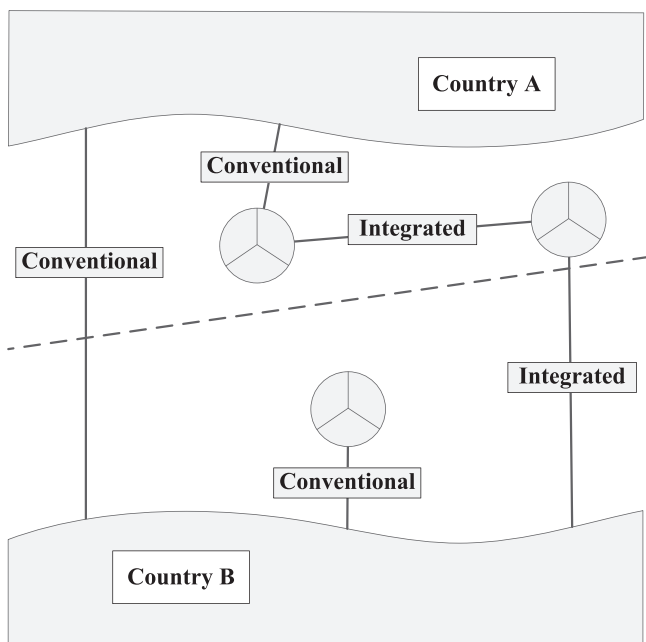 Country A
Conventional
Integrated
Conventional
Integrated
Conventional
Country B